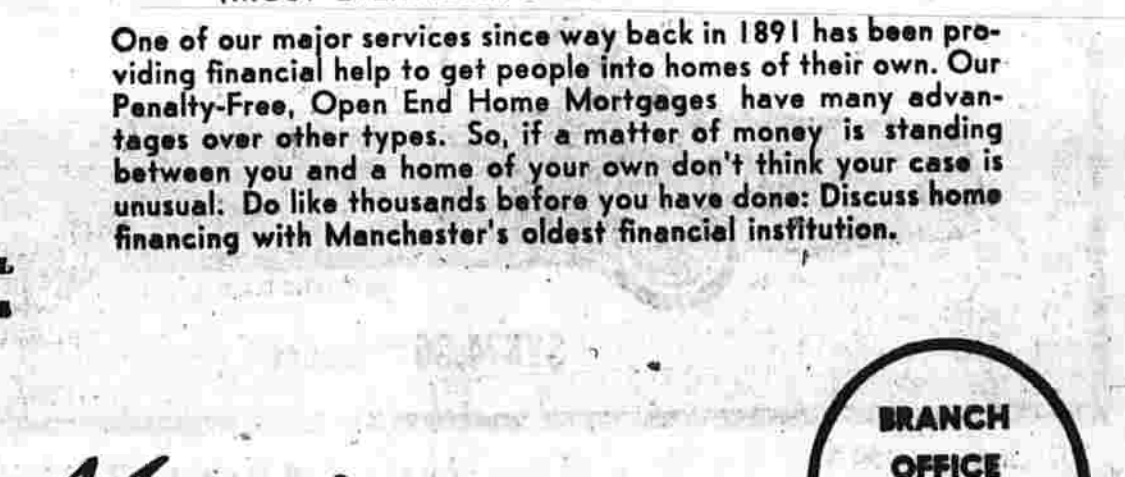 One of our major services since way back in 1891 has been pro-
viding financial help to get people into homes of their own. Our
Penalty-Free, Open End Home Mortgages have many advan-
tages over other types. So, if a matter of money is standing
between you and a home of your own don't think your case is
unusual: Do like thousands before you have done: Discuss home
financing with Manchester's oldest financial institution.
BRANCH
OFFICE